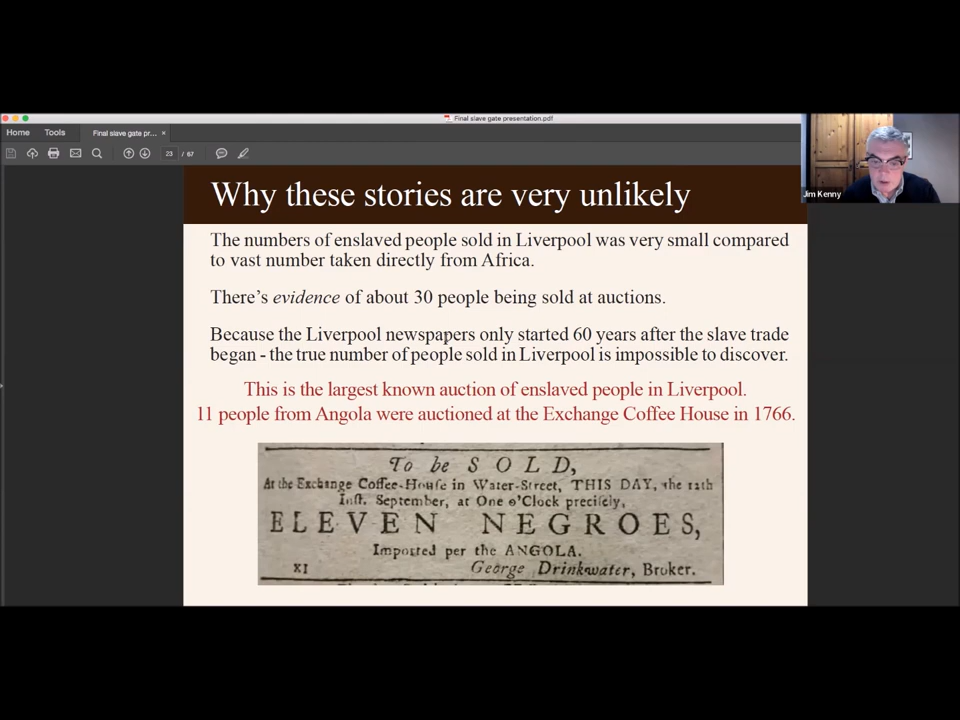 Final slave gate presentation.pdf
Home Tools Final slave gate pr... ×
23 / 67
Jim Kenny
Why these stories are very unlikely
The numbers of enslaved people sold in Liverpool was very small compared
to vast number taken directly from Africa.
There's evidence of about 30 people being sold at auctions.
Because the Liverpool newspapers only started 60 years after the slave trade
began - the true number of people sold in Liverpool is impossible to discover.
This is the largest known auction of enslaved people in Liverpool.
11 people from Angola were auctioned at the Exchange Coffee House in 1766.
To be SOLD,
At the Exchange Coffee-Houſe in Water-Street, THIS DAY, the 12th
Inſt. September, at One o'Clock preciſely,
ELEVEN NEGROES,
Imported per the ANGOLA.
XI George Drinkwater, Broker.